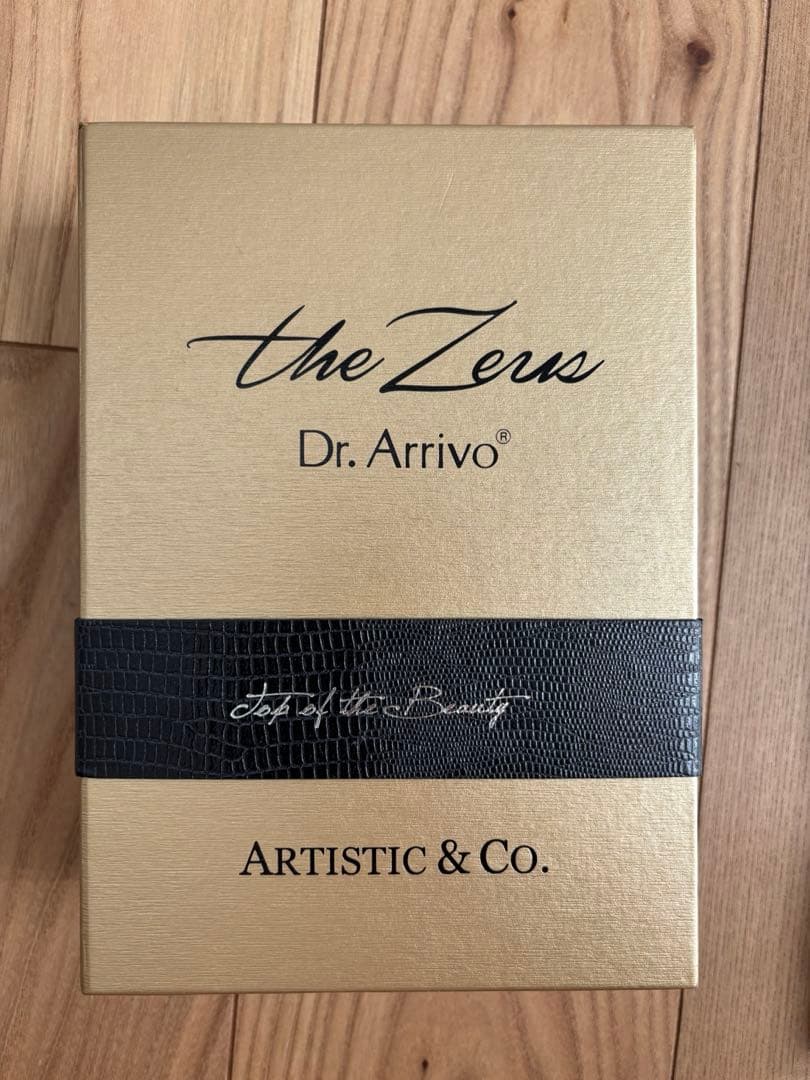 the Zeus
Dr. Arrivo®
Top of the Beauty
ARTISTIC & CO.